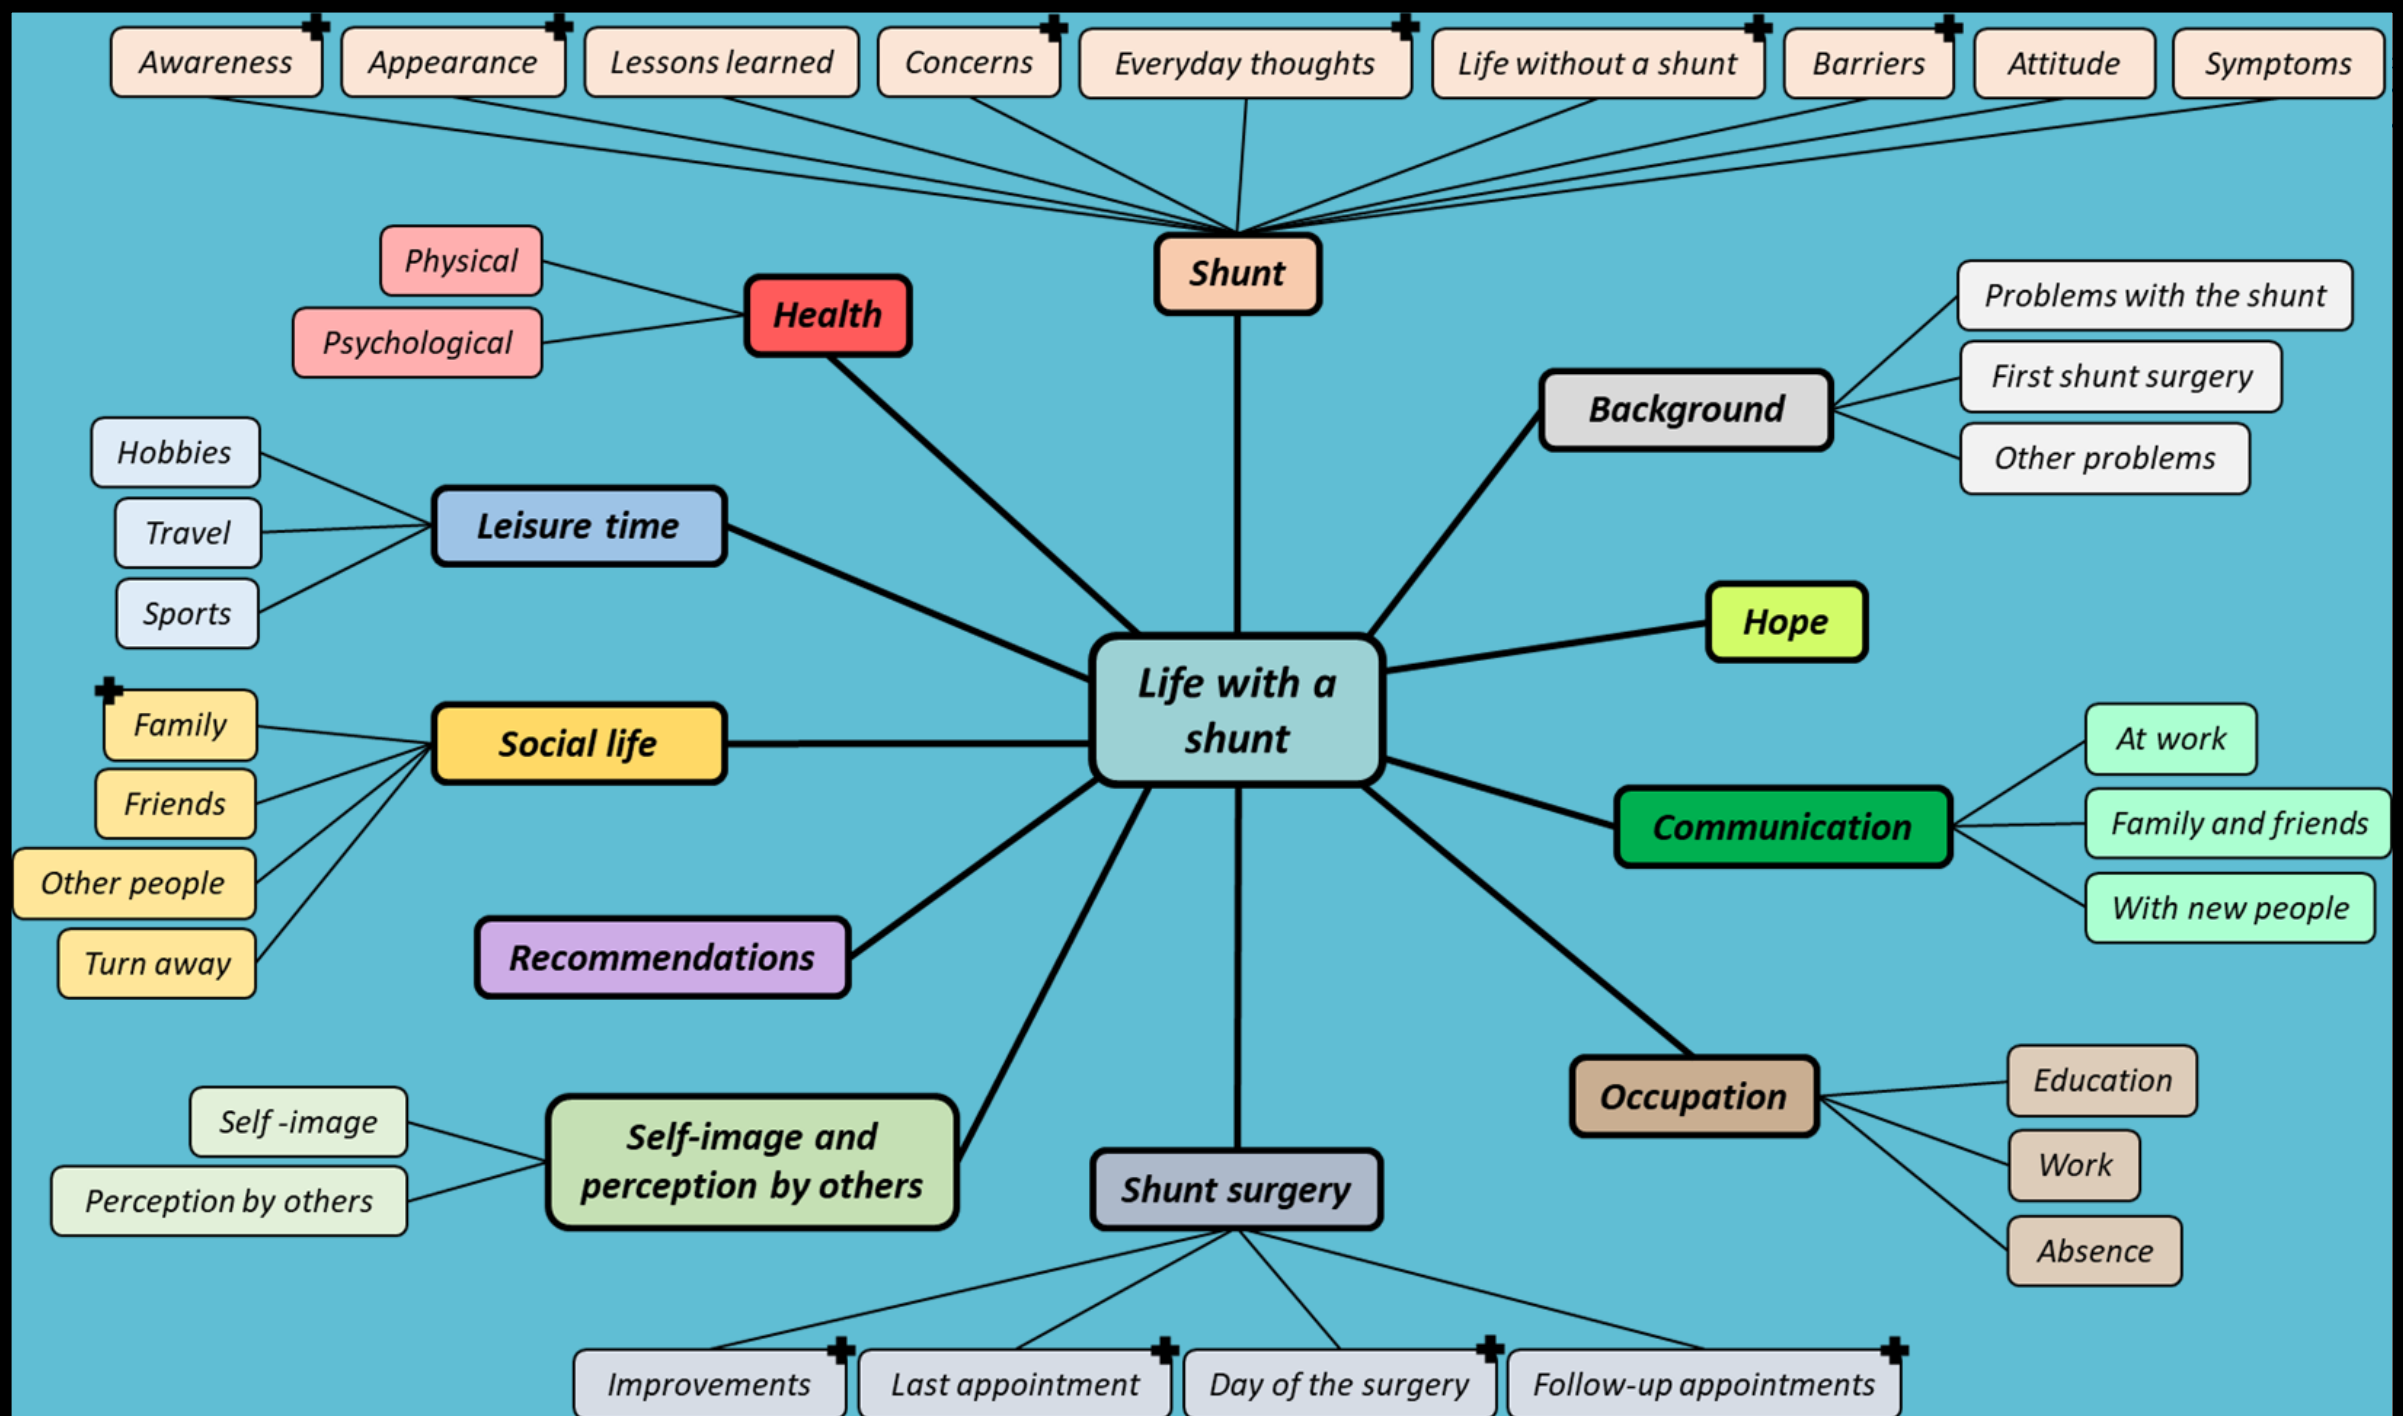 Awareness
Appearance
Lessons learned
Concerns
Everyday thoughts
Life without a shunt
Barriers
Attitude
Symptoms
Shunt
Physical
Psychological
Health
Problems with the shunt
First shunt surgery
Other problems
Background
Hobbies
Travel
Sports
Leisure time
Hope
Life with a
shunt
Family
Friends
Other people
Turn away
Social life
At work
Family and friends
With new people
Communication
Recommendations
Self -image
Perception by others
Self-image and
perception by others
Shunt surgery
Occupation
Education
Work
Absence
Improvements
Last appointment
Day of the surgery
Follow-up appointments